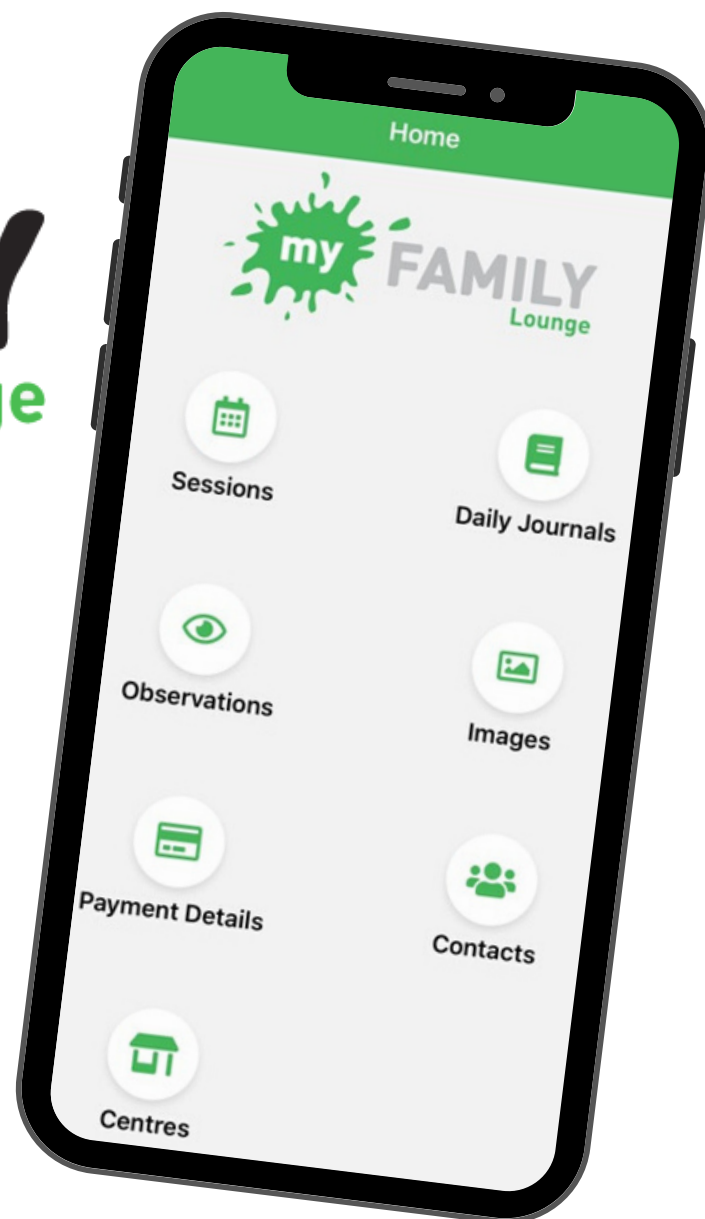 Home
my FAMILY
Lounge
Sessions
Daily Journals
Observations
Images
Payment Details
Contacts
Centres